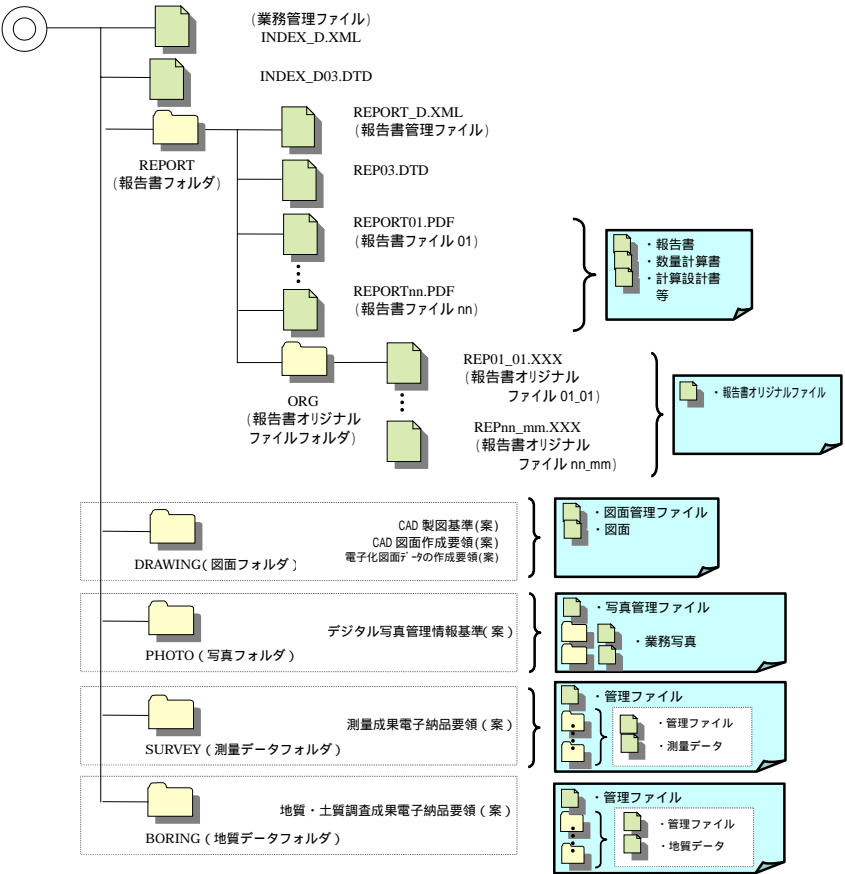 (業務管理ファイル)
INDEX_D.XML
INDEX_D03.DTD
REPORT
(報告書フォルダ)
REPORT_D.XML
(報告書管理ファイル)
REP03.DTD
REPORT01.PDF
(報告書ファイル 01)
REPORTnn.PDF
(報告書ファイル nn)
・報告書
・数量計算書
・計算設計書
等
ORG
(報告書オリジナル
ファイルフォルダ)
REP01_01.XXX
(報告書オリジナル
ファイル 01_01)
REPnn_mm.XXX
(報告書オリジナル
ファイル nn_mm)
・報告書オリジナルファイル
DRAWING(図面フォルダ)
CAD 製図基準(案)
CAD 図面作成要領(案)
電子化図面データの作成要領(案)
・図面管理ファイル
・図面
PHOTO(写真フォルダ)
デジタル写真管理情報基準(案)
・写真管理ファイル
・業務写真
SURVEY(測量データフォルダ)
測量成果電子納品要領(案)
・管理ファイル
・管理ファイル
・測量データ
BORING(地質データフォルダ)
地質・土質調査成果電子納品要領(案)
・管理ファイル
・管理ファイル
・地質データ